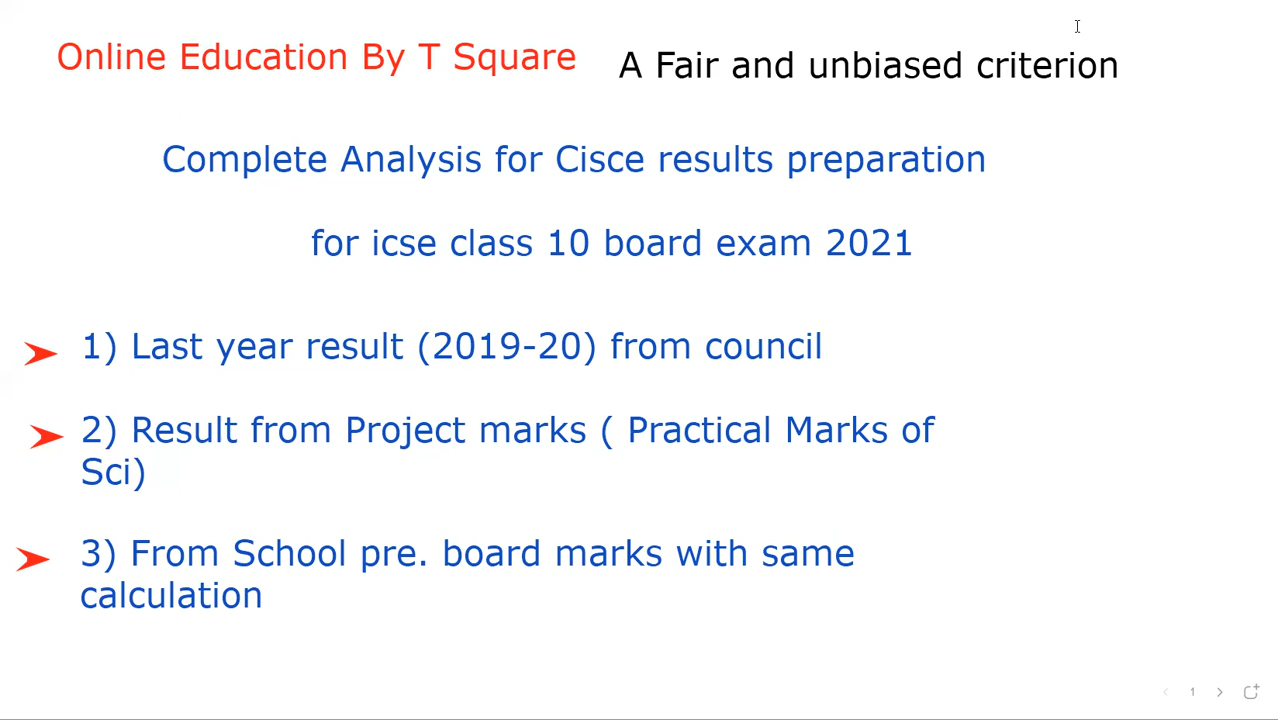 Online Education By T Square
A Fair and unbiased criterion
Complete Analysis for Cisce results preparation
for icse class 10 board exam 2021
1) Last year result (2019-20) from council
2) Result from Project marks ( Practical Marks of
Sci)
3) From School pre. board marks with same
calculation
1